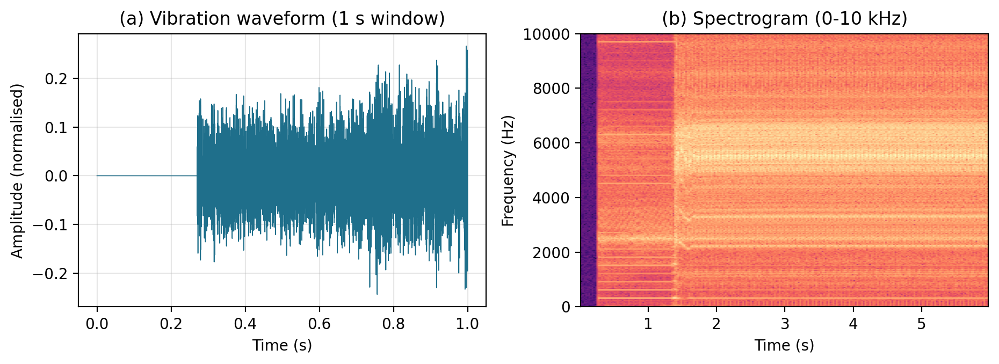 (a) Vibration waveform (1 s window)
0.2
0.1
0.0
−0.1
−0.2
Amplitude (normalised)
0.0 0.2 0.4 0.6 0.8 1.0
Time (s)
(b) Spectrogram (0-10 kHz)
10000
8000
6000
4000
2000
0
Frequency (Hz)
1 2 3 4 5
Time (s)